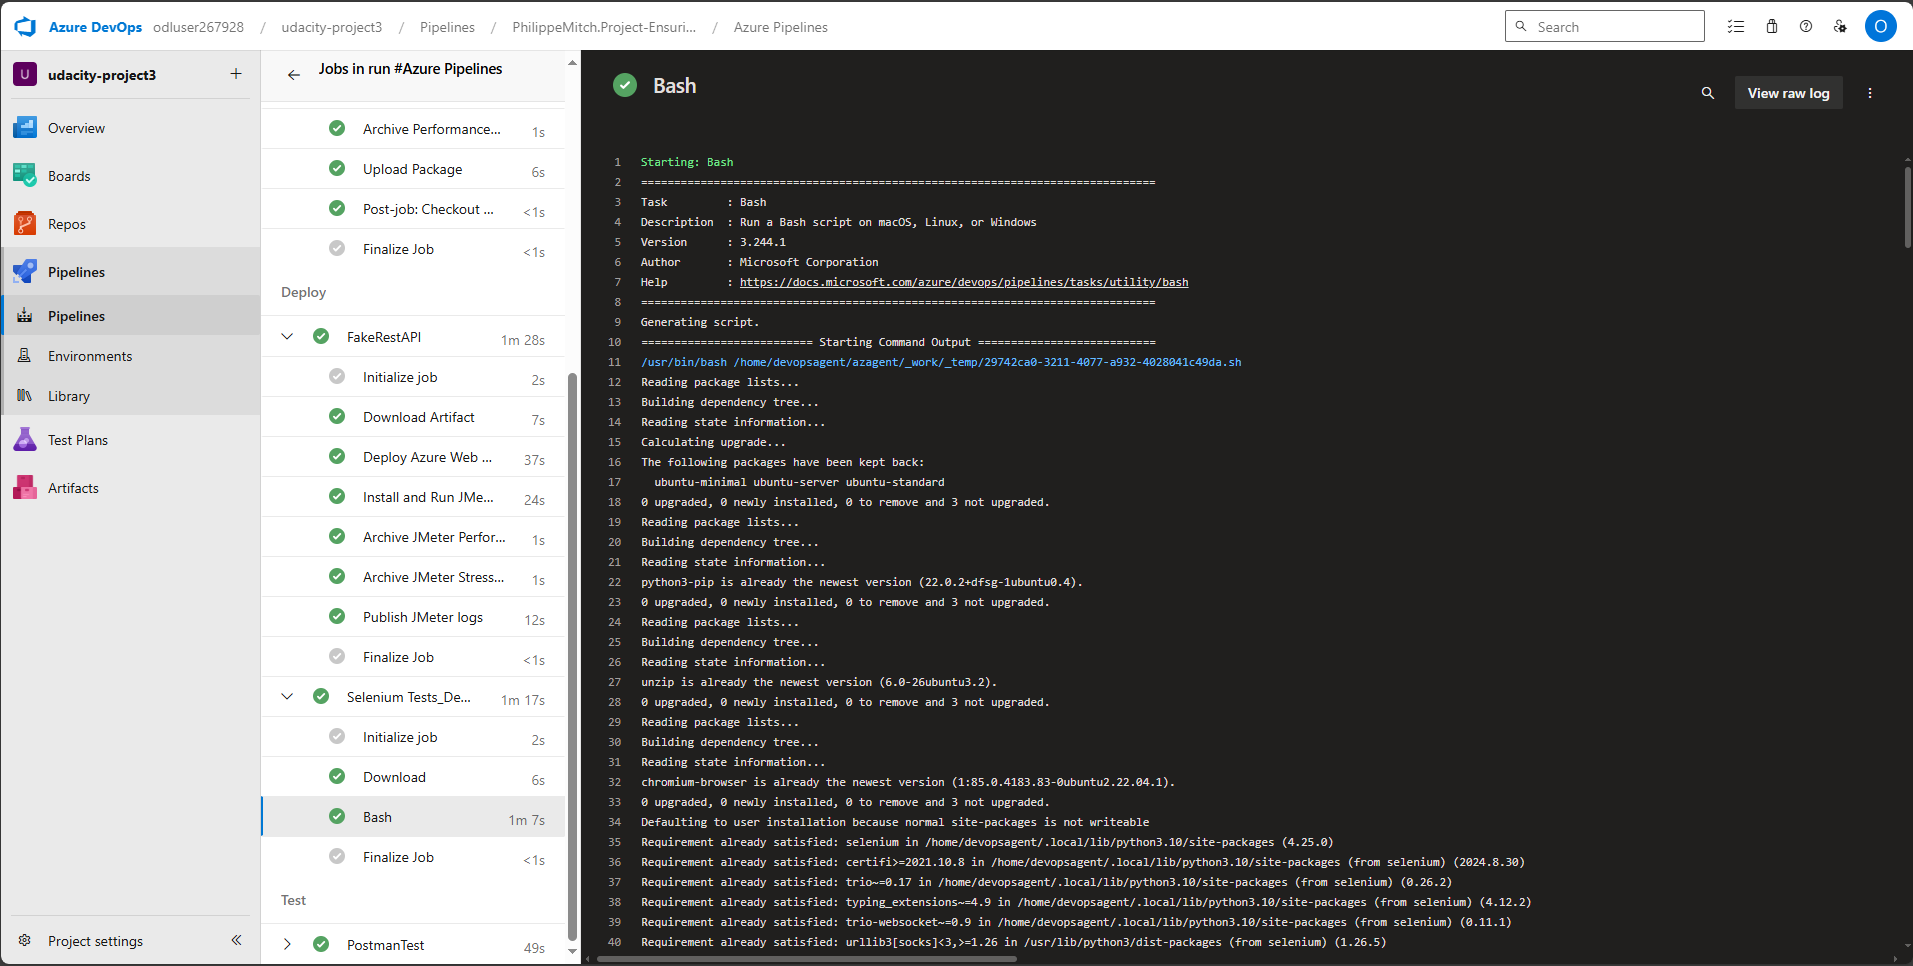 Azure DevOps odluser267928 / udacity-project3 / Pipelines / PhilippeMitch.Project-Ensuri... / Azure Pipelines
Search
O
U udacity-project3 +
Overview
Boards
Repos
Pipelines
Pipelines
Environments
Library
Test Plans
Artifacts
Project settings
Jobs in run #Azure Pipelines
Archive Performance... 1s
Upload Package 6s
Post-job: Checkout ... <1s
Finalize Job <1s
Deploy
FakeRestAPI 1m 28s
Initialize job 2s
Download Artifact 7s
Deploy Azure Web ... 37s
Install and Run JMe... 24s
Archive JMeter Perfor... 1s
Archive JMeter Stress... 1s
Publish JMeter logs 12s
Finalize Job <1s
Selenium Tests_De... 1m 17s
Initialize job 2s
Download 6s
Bash 1m 7s
Finalize Job <1s
Test
PostmanTest 49s
Bash
View raw log
1 Starting: Bash
2 ==============================================================================
3 Task         : Bash
4 Description  : Run a Bash script on macOS, Linux, or Windows
5 Version      : 3.244.1
6 Author       : Microsoft Corporation
7 Help         : https://docs.microsoft.com/azure/devops/pipelines/tasks/utility/bash
8 ==============================================================================
9 Generating script.
10 ========================== Starting Command Output ===========================
11 /usr/bin/bash /home/devopsagent/azagent/_work/_temp/29742ca0-3211-4077-a932-4028041c49da.sh
12 Reading package lists...
13 Building dependency tree...
14 Reading state information...
15 Calculating upgrade...
16 The following packages have been kept back:
17   ubuntu-minimal ubuntu-server ubuntu-standard
18 0 upgraded, 0 newly installed, 0 to remove and 3 not upgraded.
19 Reading package lists...
20 Building dependency tree...
21 Reading state information...
22 python3-pip is already the newest version (22.0.2+dfsg-1ubuntu0.4).
23 0 upgraded, 0 newly installed, 0 to remove and 3 not upgraded.
24 Reading package lists...
25 Building dependency tree...
26 Reading state information...
27 unzip is already the newest version (6.0-26ubuntu3.2).
28 0 upgraded, 0 newly installed, 0 to remove and 3 not upgraded.
29 Reading package lists...
30 Building dependency tree...
31 Reading state information...
32 chromium-browser is already the newest version (1:85.0.4183.83-0ubuntu2.22.04.1).
33 0 upgraded, 0 newly installed, 0 to remove and 3 not upgraded.
34 Defaulting to user installation because normal site-packages is not writeable
35 Requirement already satisfied: selenium in /home/devopsagent/.local/lib/python3.10/site-packages (4.25.0)
36 Requirement already satisfied: certifi>=2021.10.8 in /home/devopsagent/.local/lib/python3.10/site-packages (from selenium) (2024.8.30)
37 Requirement already satisfied: trio~=0.17 in /home/devopsagent/.local/lib/python3.10/site-packages (from selenium) (0.26.2)
38 Requirement already satisfied: typing_extensions~=4.9 in /home/devopsagent/.local/lib/python3.10/site-packages (from selenium) (4.12.2)
39 Requirement already satisfied: trio-websocket~=0.9 in /home/devopsagent/.local/lib/python3.10/site-packages (from selenium) (0.11.1)
40 Requirement already satisfied: urllib3[socks]<3,>=1.26 in /usr/lib/python3/dist-packages (from selenium) (1.26.5)